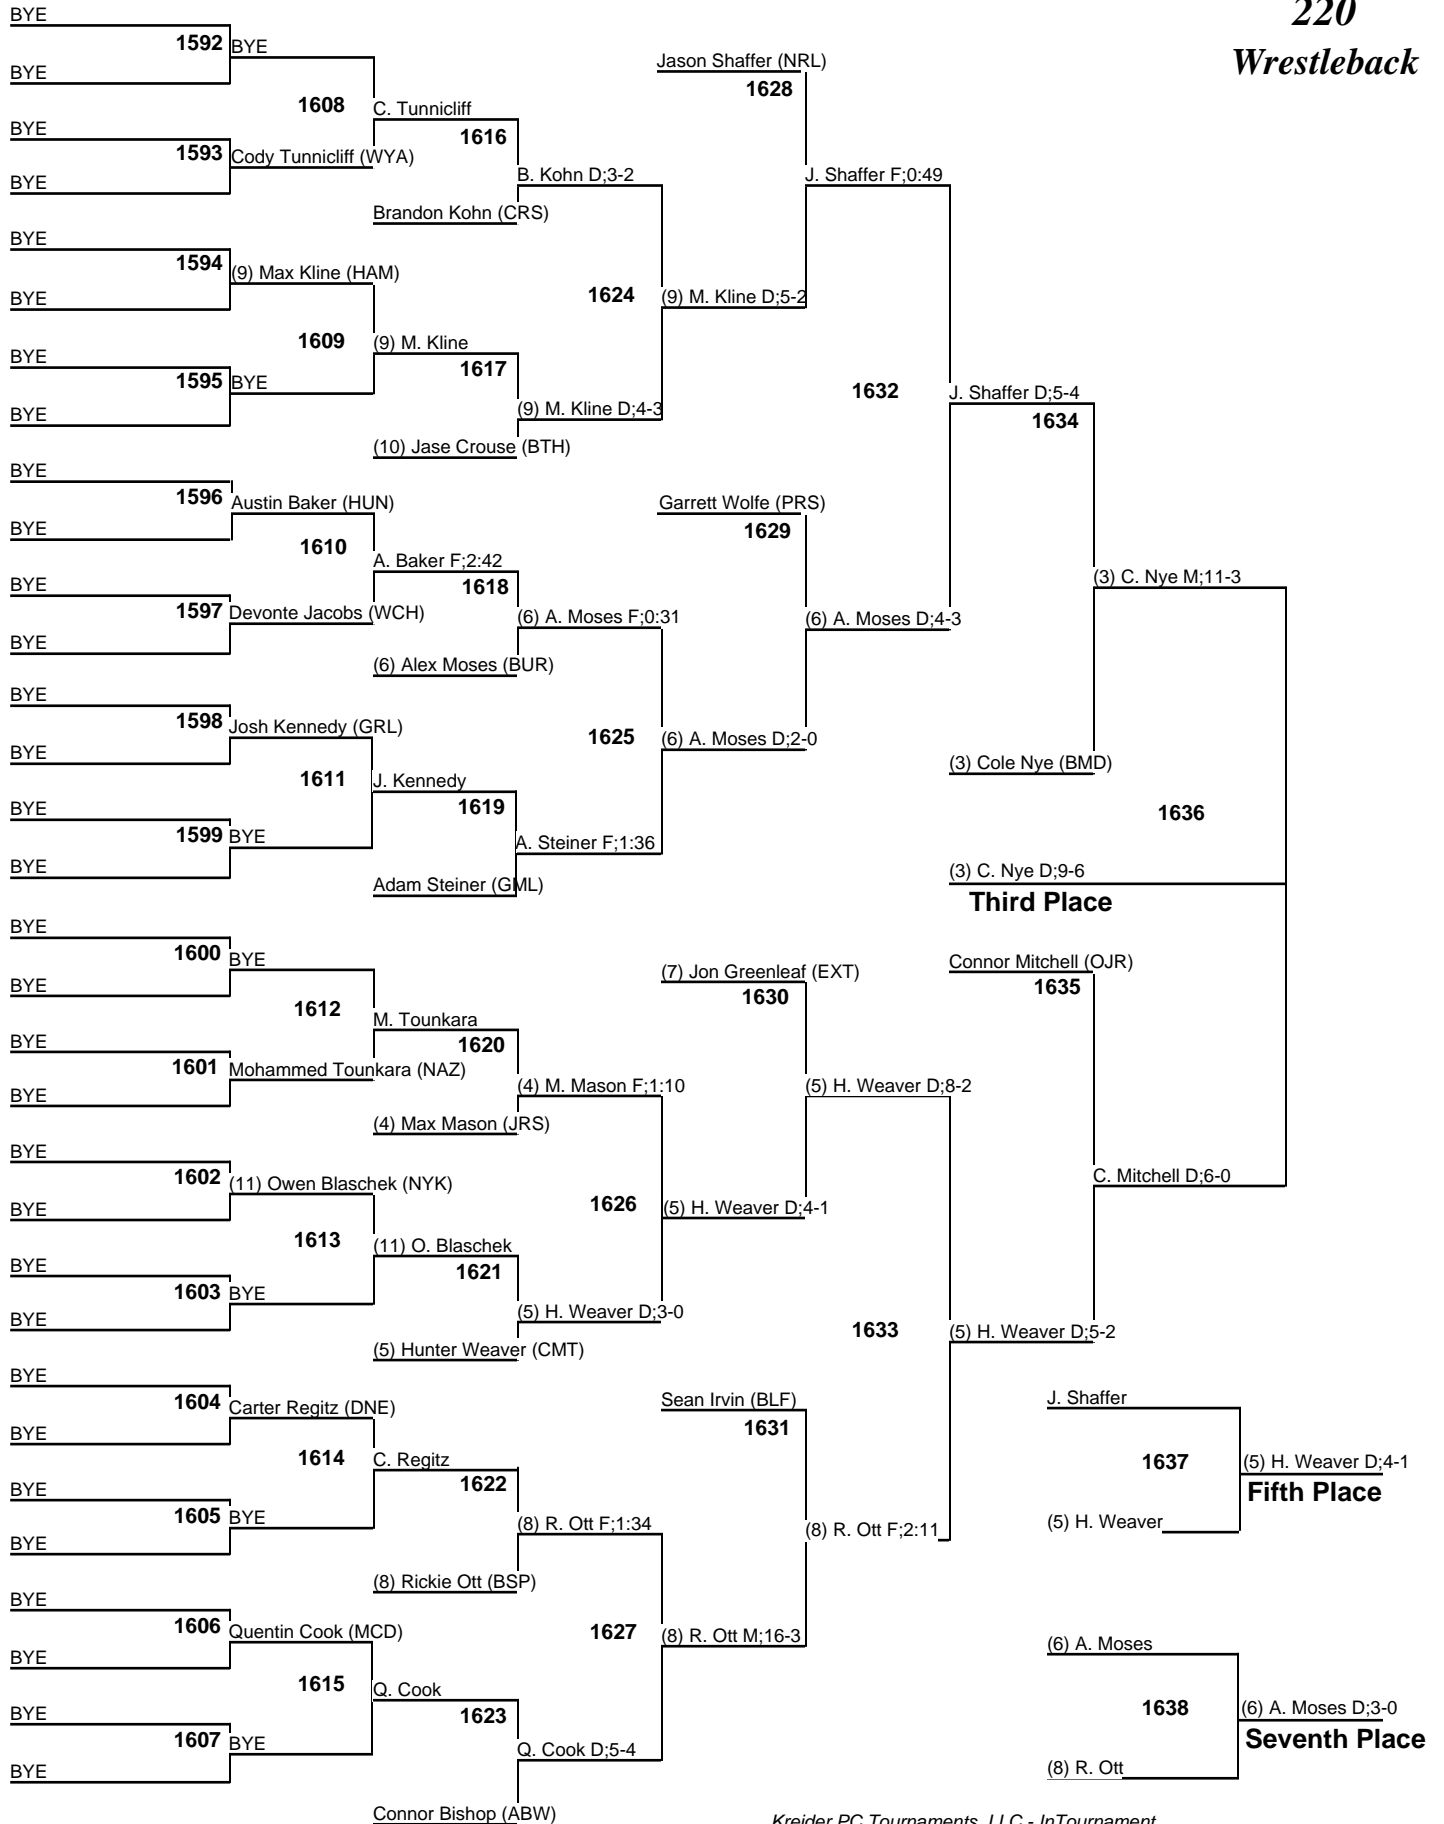 220
Wrestleback
BYE
1592 BYE
BYE
1608 C. Tunnicliff
BYE
1593 Cody Tunnicliff (WYA)
BYE
1616
B. Kohn D;3-2
Brandon Kohn (CRS)
BYE
1594
(9) Max Kline (HAM)
BYE
1609 (9) M. Kline
BYE
1595 BYE
BYE
1617
(9) M. Kline D;4-3
(10) Jase Crouse (BTH)
1624 (9) M. Kline D;5-2
Jason Shaffer (NRL)
1628
J. Shaffer F;0:49
BYE
1596 Austin Baker (HUN)
BYE
1610
A. Baker F;2:42
BYE
1597 Devonte Jacobs (WCH)
BYE
1618
(6) A. Moses F;0:31
(6) Alex Moses (BUR)
BYE
1598 Josh Kennedy (GRL)
BYE
1611 J. Kennedy
BYE
1599 BYE
BYE
1619
A. Steiner F;1:36
Adam Steiner (GML)
1625 (6) A. Moses D;2-0
Garrett Wolfe (PRS)
1629
(6) A. Moses D;4-3
1632 J. Shaffer D;5-4
1634
(3) C. Nye M;11-3
(3) Cole Nye (BMD)
1636
(3) C. Nye D;9-6
Third Place
BYE
1600 BYE
BYE
1612
M. Tounkara
BYE
1601 Mohammed Tounkara (NAZ)
BYE
1620
(4) M. Mason F;1:10
(4) Max Mason (JRS)
BYE
1602 (11) Owen Blaschek (NYK)
BYE
1613 (11) O. Blaschek
BYE
1603 BYE
BYE
1621
(5) H. Weaver D;3-0
(5) Hunter Weaver (CMT)
1626 (5) H. Weaver D;4-1
(7) Jon Greenleaf (EXT)
1630
(5) H. Weaver D;8-2
Connor Mitchell (OJR)
1635
C. Mitchell D;6-0
BYE
1604 Carter Regitz (DNE)
BYE
1614 C. Regitz
BYE
1605 BYE
BYE
1622
(8) R. Ott F;1:34
(8) Rickie Ott (BSP)
BYE
1606 Quentin Cook (MCD)
BYE
1615 Q. Cook
BYE
1607 BYE
BYE
1623
Q. Cook D;5-4
Connor Bishop (ABW)
1627 (8) R. Ott M;16-3
Sean Irvin (BLF)
1631
(8) R. Ott F;2:11
1633 (5) H. Weaver D;5-2
J. Shaffer
1637 (5) H. Weaver D;4-1
Fifth Place
(5) H. Weaver
(6) A. Moses
1638 (6) A. Moses D;3-0
Seventh Place
(8) R. Ott
Kreider PC Tournaments, LLC - InTournament